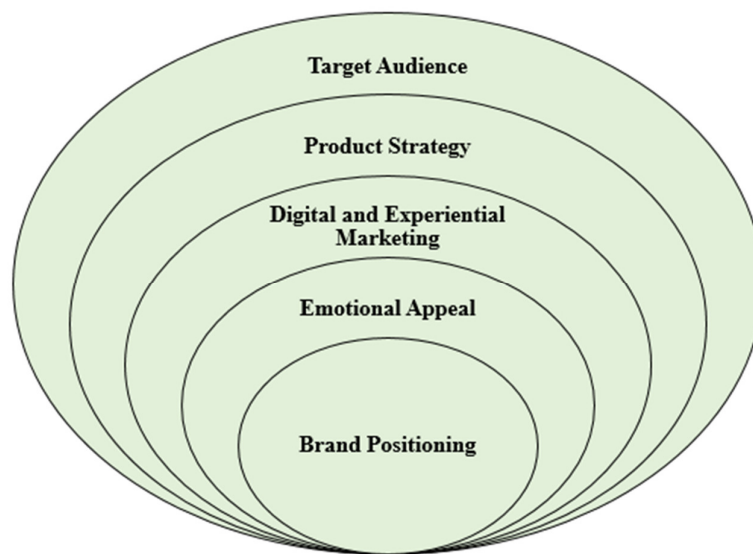 Target Audience
Product Strategy
Digital and Experiential
Marketing
Emotional Appeal
Brand Positioning